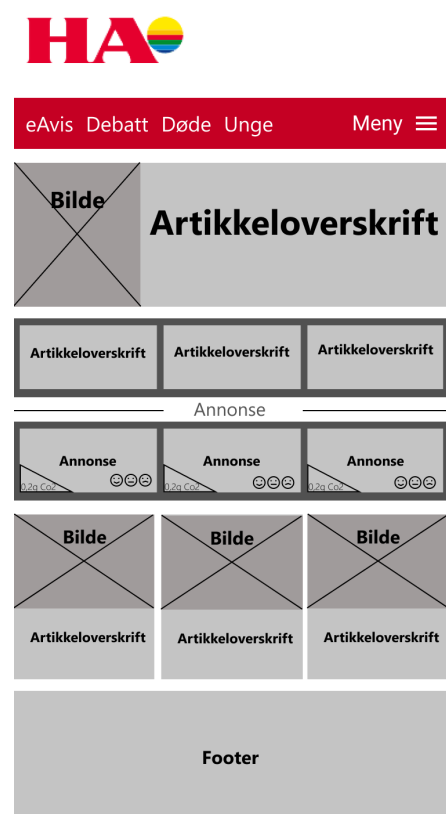 HA
eAvis Debatt Døde Unge Meny
Bilde
Artikkeloverskrift
Artikkeloverskrift Artikkeloverskrift Artikkeloverskrift
Annonse
Annonse Annonse Annonse
0,2g Co2 0,2g Co2 0,2g Co2
Bilde Bilde Bilde
Artikkeloverskrift Artikkeloverskrift Artikkeloverskrift
Footer